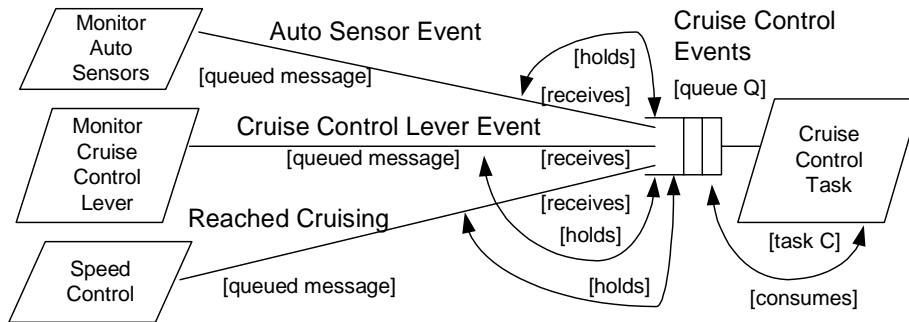 Monitor
Auto
Sensors
Auto Sensor Event
[queued message]
[holds]
[receives]
Cruise Control
Events
[queue Q]
Monitor
Cruise
Control
Lever
Cruise Control Lever Event
[queued message]
[receives]
Cruise
Control
Task
Reached Cruising
[receives]
[holds]
[task C]
Speed
Control
[queued message]
[holds]
[consumes]